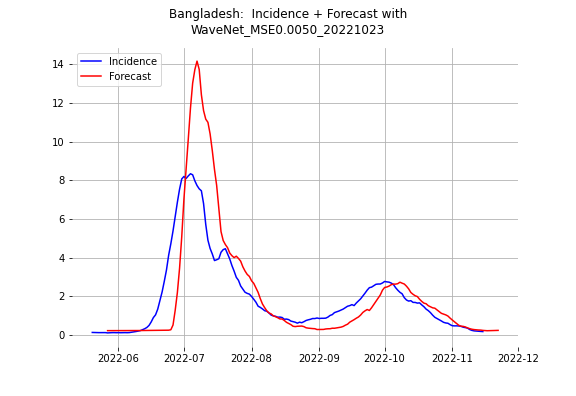 Bangladesh:  Incidence + Forecast with
WaveNet_MSE0.0050_20221023
Incidence
Forecast
14
12
10
8
6
4
2
0
2022-06 2022-07 2022-08 2022-09 2022-10 2022-11 2022-12